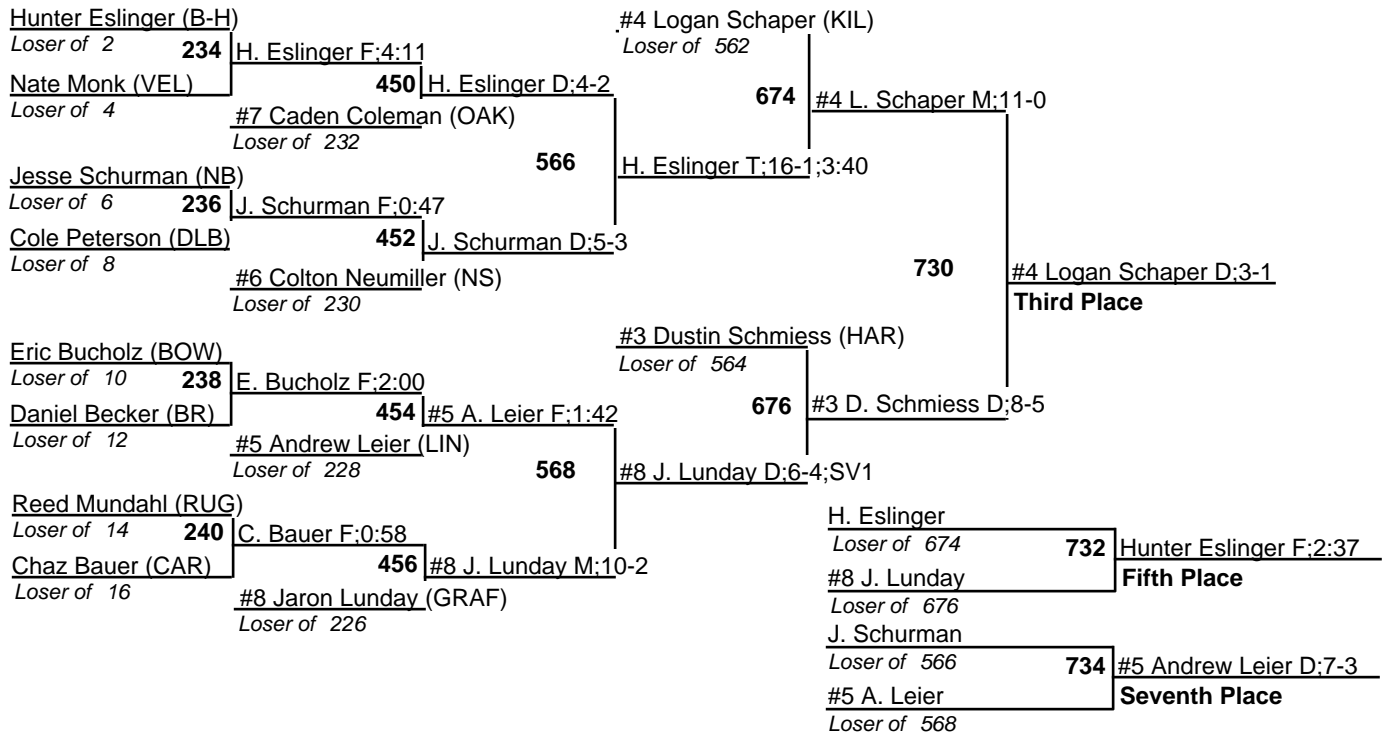 Hunter Eslinger (B-H)
Loser of 2
234
H. Eslinger F;4:11
Nate Monk (VEL)
Loser of 4
450
H. Eslinger D;4-2
#7 Caden Coleman (OAK)
Loser of 232
566
H. Eslinger T;16-1;3:40
Jesse Schurman (NB)
Loser of 6
236
J. Schurman F;0:47
Cole Peterson (DLB)
Loser of 8
452
J. Schurman D;5-3
#6 Colton Neumiller (NS)
Loser of 230
Eric Bucholz (BOW)
Loser of 10
238
E. Bucholz F;2:00
Daniel Becker (BR)
Loser of 12
454
#5 A. Leier F;1:42
#5 Andrew Leier (LIN)
Loser of 228
568
#8 J. Lunday D;6-4;SV1
Reed Mundahl (RUG)
Loser of 14
240
C. Bauer F;0:58
Chaz Bauer (CAR)
Loser of 16
456
#8 J. Lunday M;10-2
#8 Jaron Lunday (GRAF)
Loser of 226
#4 Logan Schaper (KIL)
Loser of 562
674
#4 L. Schaper M;11-0
730
#4 Logan Schaper D;3-1
Third Place
#3 Dustin Schmiess (HAR)
Loser of 564
676
#3 D. Schmiess D;8-5
H. Eslinger
Loser of 674
732
Hunter Eslinger F;2:37
Fifth Place
#8 J. Lunday
Loser of 676
J. Schurman
Loser of 566
734
#5 Andrew Leier D;7-3
Seventh Place
#5 A. Leier
Loser of 568